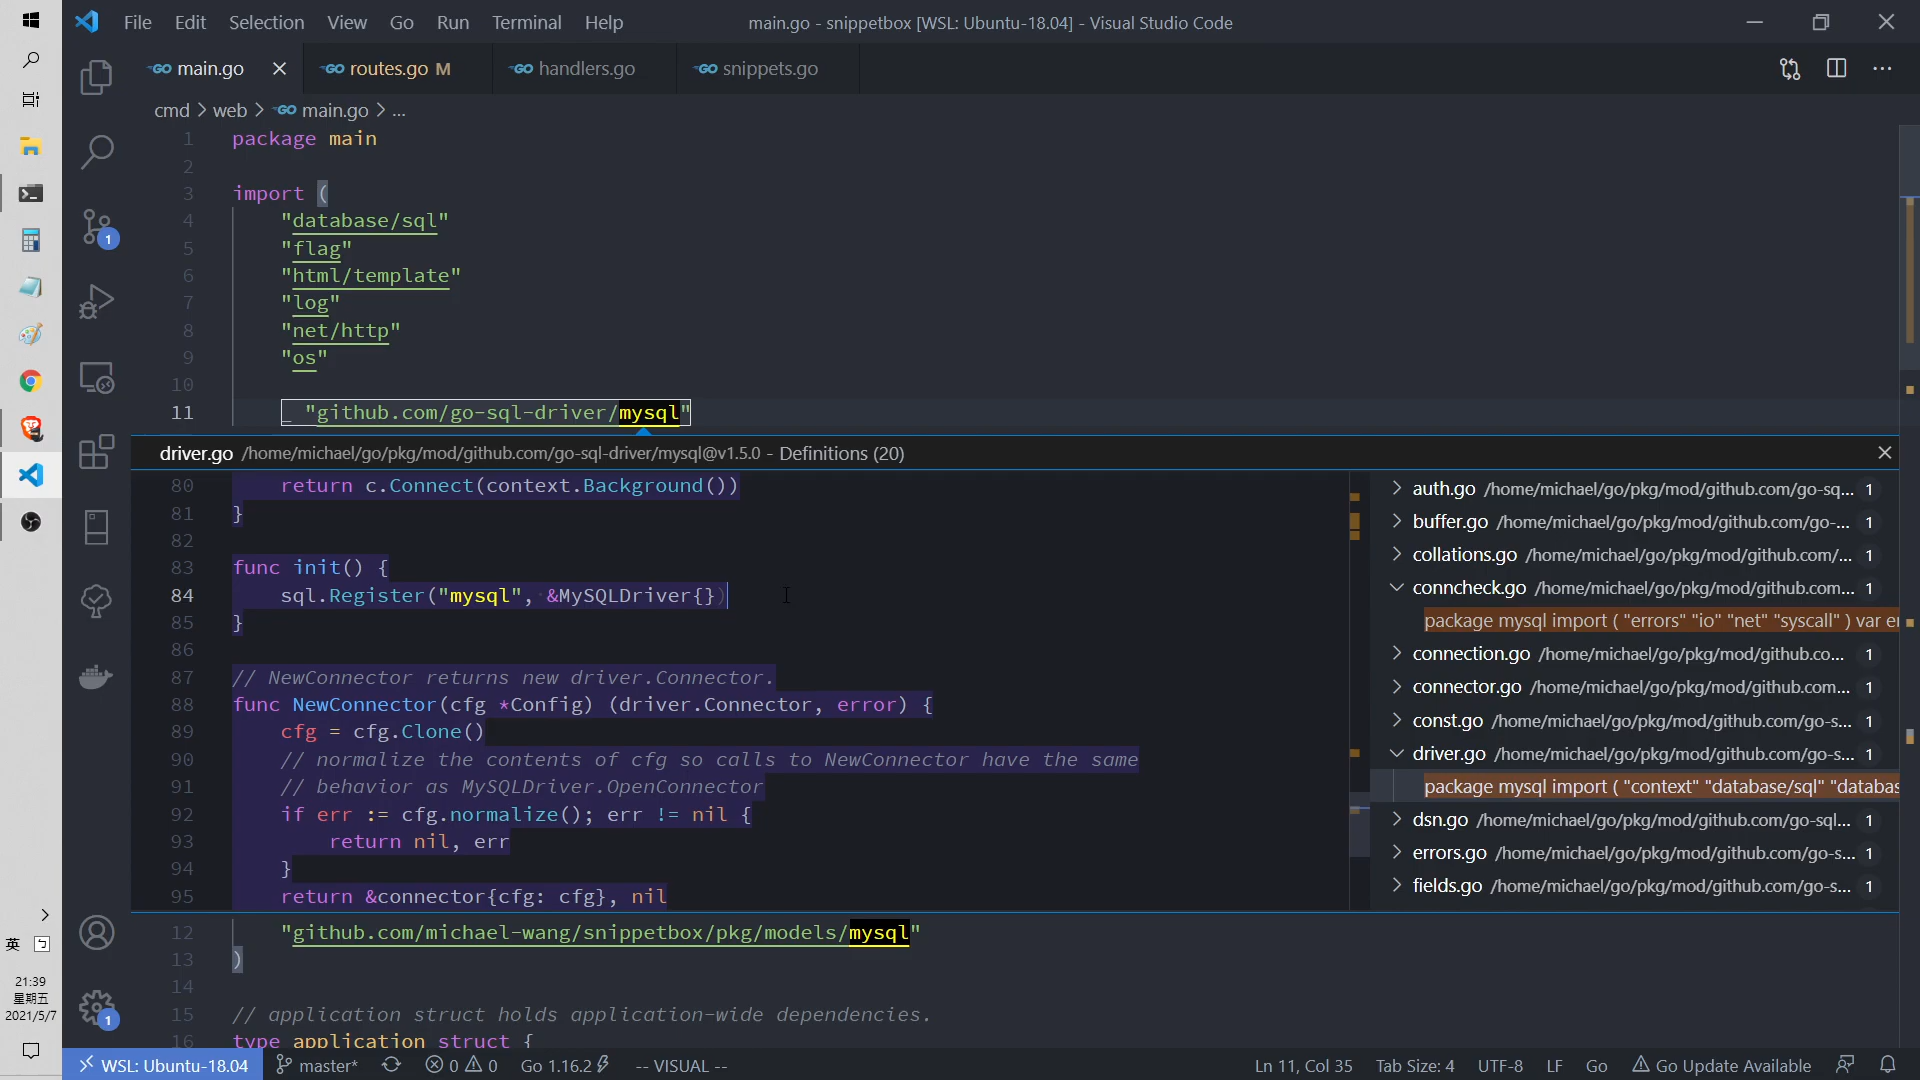 File Edit Selection View Go Run Terminal Help
main.go - snippetbox [WSL: Ubuntu-18.04] - Visual Studio Code
GO main.go
GO routes.go M
GO handlers.go
GO snippets.go
cmd > web > GO main.go > ...
1 package main
2
3 import (
4 "database/sql"
5 "flag"
6 "html/template"
7 "log"
8 "net/http"
9 "os"
10
11 _ "github.com/go-sql-driver/mysql"
driver.go /home/michael/go/pkg/mod/github.com/go-sql-driver/mysql@v1.5.0 - Definitions (20)
80 return c.Connect(context.Background())
81 }
82
83 func init() {
84 sql.Register("mysql", &MySQLDriver{})
85 }
86
87 // NewConnector returns new driver.Connector.
88 func NewConnector(cfg *Config) (driver.Connector, error) {
89 cfg = cfg.Clone()
90 // normalize the contents of cfg so calls to NewConnector have the same
91 // behavior as MySQLDriver.OpenConnector
92 if err := cfg.normalize(); err != nil {
93 return nil, err
94 }
95 return &connector{cfg: cfg}, nil
auth.go /home/michael/go/pkg/mod/github.com/go-sq... 1
buffer.go /home/michael/go/pkg/mod/github.com/go-... 1
collations.go /home/michael/go/pkg/mod/github.com/... 1
conncheck.go /home/michael/go/pkg/mod/github.com... 1
package mysql import ( "errors" "io" "net" "syscall" ) var er
connection.go /home/michael/go/pkg/mod/github.co... 1
connector.go /home/michael/go/pkg/mod/github.com... 1
const.go /home/michael/go/pkg/mod/github.com/go-s... 1
driver.go /home/michael/go/pkg/mod/github.com/go-s... 1
package mysql import ( "context" "database/sql" "databas
dsn.go /home/michael/go/pkg/mod/github.com/go-sql... 1
errors.go /home/michael/go/pkg/mod/github.com/go-s... 1
fields.go /home/michael/go/pkg/mod/github.com/go-s... 1
12 "github.com/michael-wang/snippetbox/pkg/models/mysql"
13 )
14
15 // application struct holds application-wide dependencies.
16 type application struct {
1
1
英 ㄅ
21:39
星期五
2021/5/7
WSL: Ubuntu-18.04 master* 0 0 Go 1.16.2 -- VISUAL -- Ln 11, Col 35 Tab Size: 4 UTF-8 LF Go Go Update Available